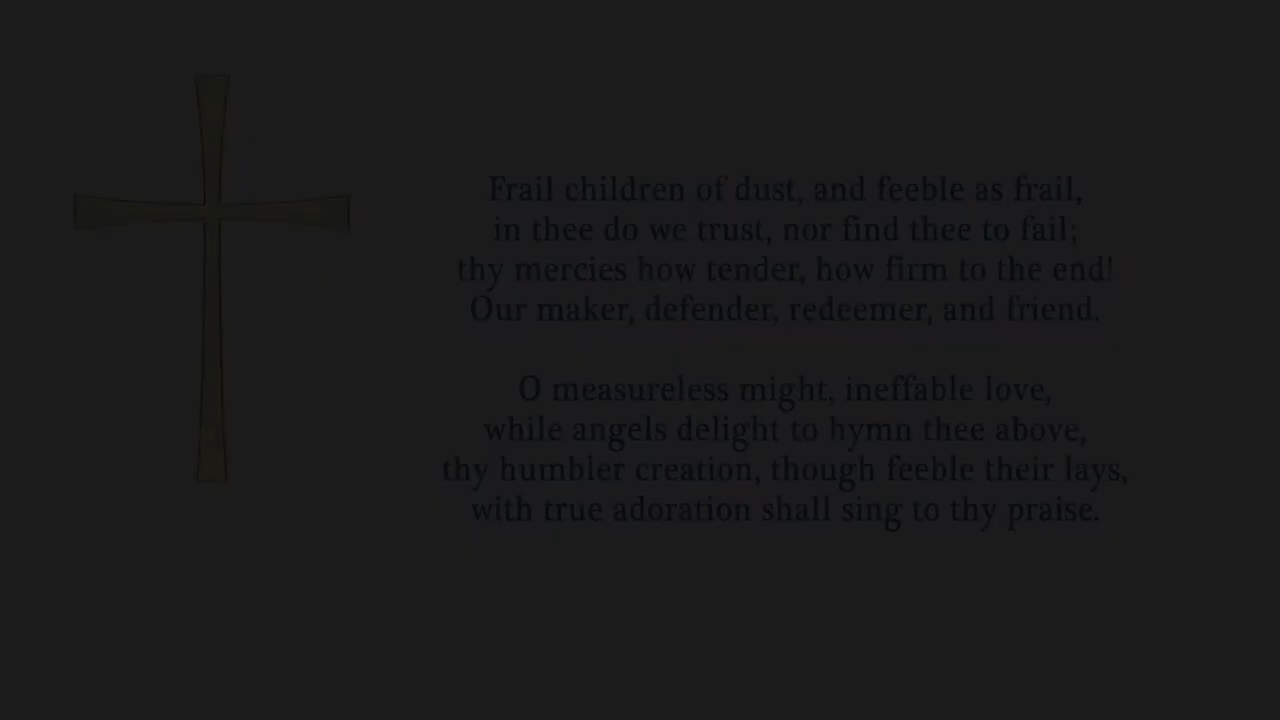 Frail children of dust, and feeble as frail,
in thee do we trust, nor find thee to fail;
thy mercies how tender, how firm to the end!
Our maker, defender, redeemer, and friend.
O measureless might, ineffable love,
while angels delight to hymn thee above,
thy humbler creation, though feeble their lays,
with true adoration shall sing to thy praise.